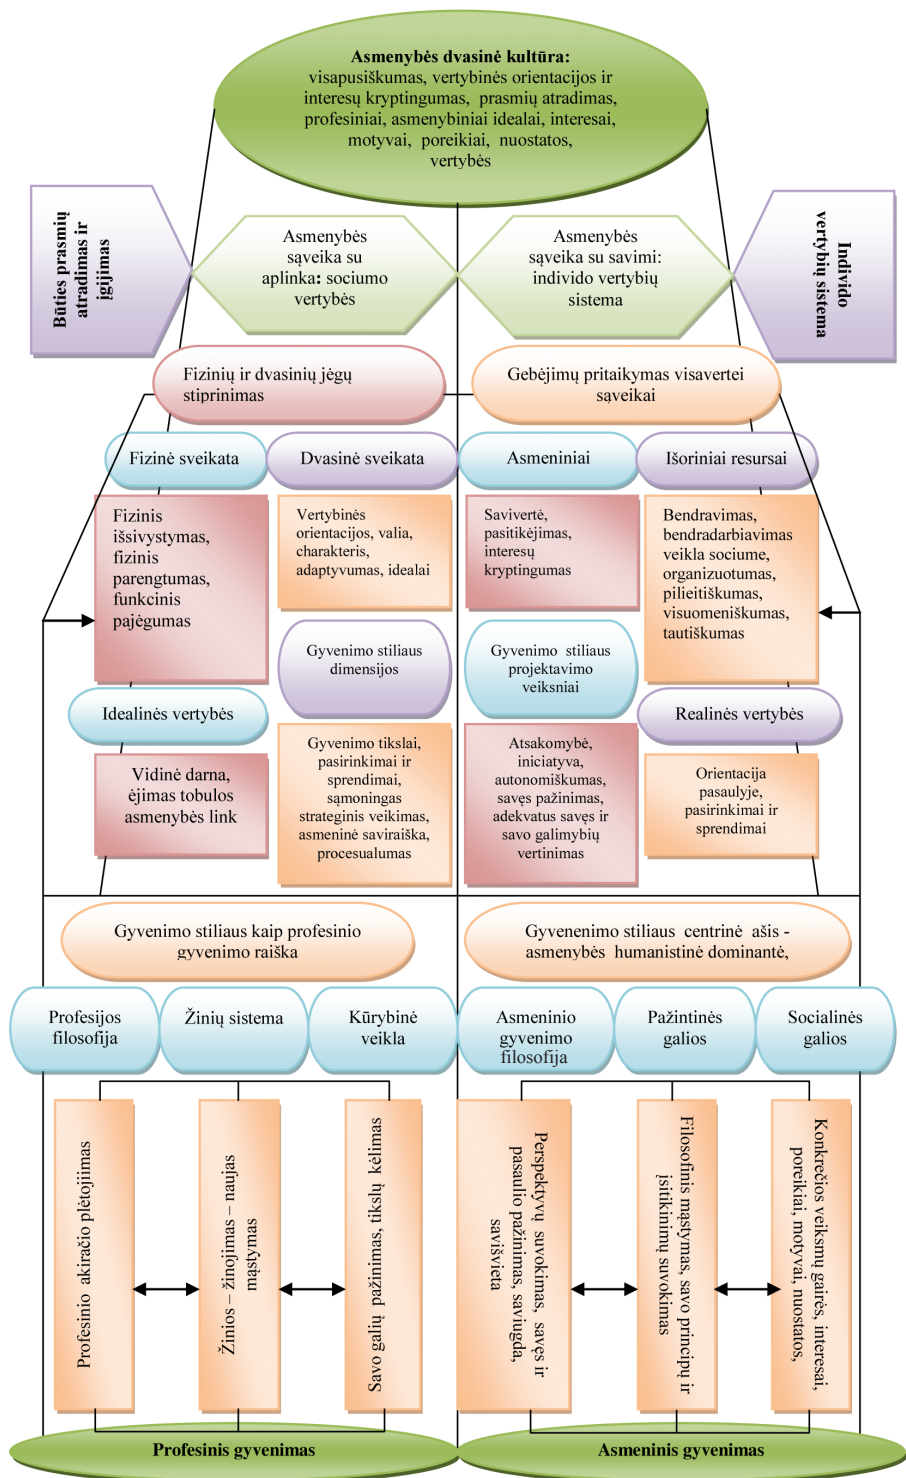 Asmenybės dvasinė kultūra:
visapusiškumas, vertybinės orientacijos ir
interesų kryptingumas, prasmių atradimas,
profesiniai, asmenybiniai idealai, interesai,
motyvai, poreikiai, nuostatos,
vertybės
Būties prasmių
atradimas ir
įgijimas
Asmenybės
sąveika su
aplinka: sociumo
vertybės
Asmenybės
sąveika su savimi:
individo vertybių
sistema
Individo
vertybių sistema
Fizinių ir dvasinių jėgų
stiprinimas
Gebėjimų pritaikymas visavertei
sąveikai
Fizinė sveikata
Dvasinė sveikata
Asmeniniai
Išoriniai resursai
Fizinis
išsivystymas,
fizinis
parengtumas,
funkcinis
pajėgumas
Vertybinės
orientacijos, valia,
charakteris,
adaptyvumas, idealai
Savivertė,
pasitikėjimas,
interesų
kryptingumas
Bendravimas,
bendradarbiavimas
veikla sociume,
organizuotumas,
pilieitiškumas,
visuomeniškumas,
tautiškumas
Gyvenimo stiliaus
dimensijos
Gyvenimo stiliaus
projektavimo
veiksniai
Idealinės vertybės
Realinės vertybės
Vidinė darna,
ėjimas tobulos
asmenybės link
Gyvenimo tikslai,
pasirinkimai ir
sprendimai,
sąmoningas
strateginis veikimas,
asmeninė saviraiška,
procesualumas
Atsakomybė,
iniciatyva,
autonomiškumas,
savęs pažinimas,
adekvatus savęs ir
savo galimybių
vertinimas
Orientacija
pasaulyje,
pasirinkimai ir
sprendimai
Gyvenimo stiliaus kaip profesinio
gyvenimo raiška
Gyvenenimo stiliaus centrinė ašis -
asmenybės humanistinė dominantė,
Profesijos
filosofija
Žinių sistema
Kūrybinė
veikla
Asmeninio
gyvenimo
filosofija
Pažintinės
galios
Socialinės
galios
Profesinio akiračio plėtojiimas
Žinios – žinojimas – naujas
mąstymas
Savo galių pažinimas, tikslų kėlimas
Perspektyvų suvokimas, savęs ir
pasaulio pažinimas, saviugda,
savišvieta
Filosofinis mąstymas, savo principų ir
įsitikinimų suvokimas
Konkrečios veiksmų gairės, interesai,
poreikiai, motyvai, nuostatos,
Profesinis gyvenimas
Asmeninis gyvenimas